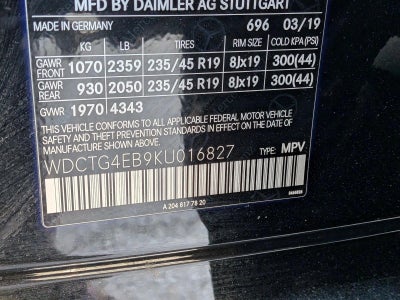 MFD BY DAIMLER AG STUTTGART
MADE IN GERMANY 696 03/19
KG LB TIRES RIM SIZE COLD KPA (PSI)
GAWR FRONT 1070 2359 235/45 R19 8Jx19 300(44)
GAWR REAR 930 2050 235/45 R19 8Jx19 300(44)
GVWR 1970 4343
THIS VEHICLE CONFORMS TO ALL APPLICABLE FEDERAL MOTOR VEHICLE
SAFETY STANDARDS AND THEFT PREVENTION STANDARDS
IN EFFECT ON THE DATE OF MANUFACTURE SHOWN ABOVE.
WDCTG4EB9KU016827 TYPE: MPV
A 204 817 78 20